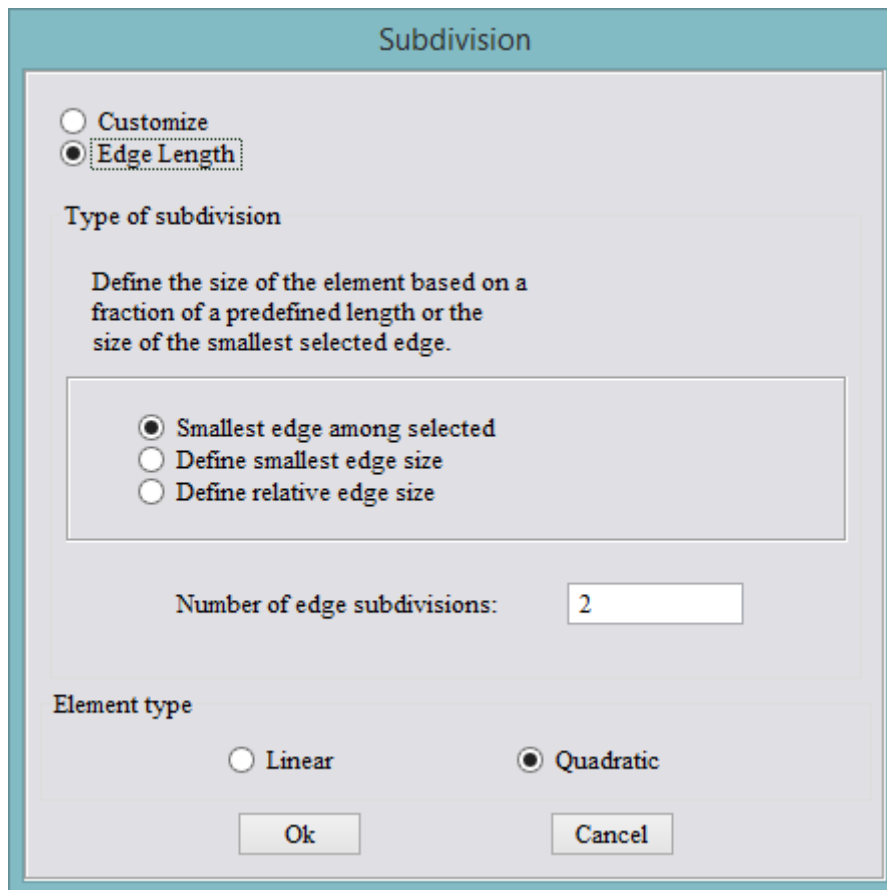 Subdivision
Customize
Edge Length
Type of subdivision
Define the size of the element based on a
fraction of a predefined length or the
size of the smallest selected edge.
Smallest edge among selected
Define smallest edge size
Define relative edge size
Number of edge subdivisions: 2
Element type
Linear Quadratic
Ok Cancel